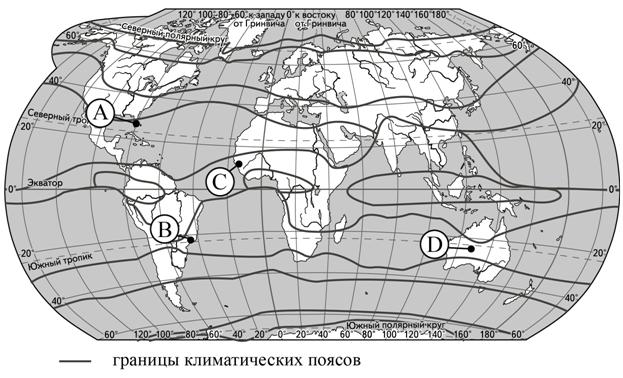 120° 100° 80° 60° к западу 0° к востоку 80° 100° 120° 140° 160° 180°
от Гринвича от Гринвича
Северный полярный круг
60° 60°
40° 40°
A
Северный тро
20° 20°
C
Экватор
0° 0°
B
D
20° 20°
Южный тропик
40° 40°
Южный полярный круг
60° 120° 100° 80° 60° 40° 20° 0° 20° 40° 60° 80° 100° 120° 140° 160° 180° 60°
границы климатических поясов